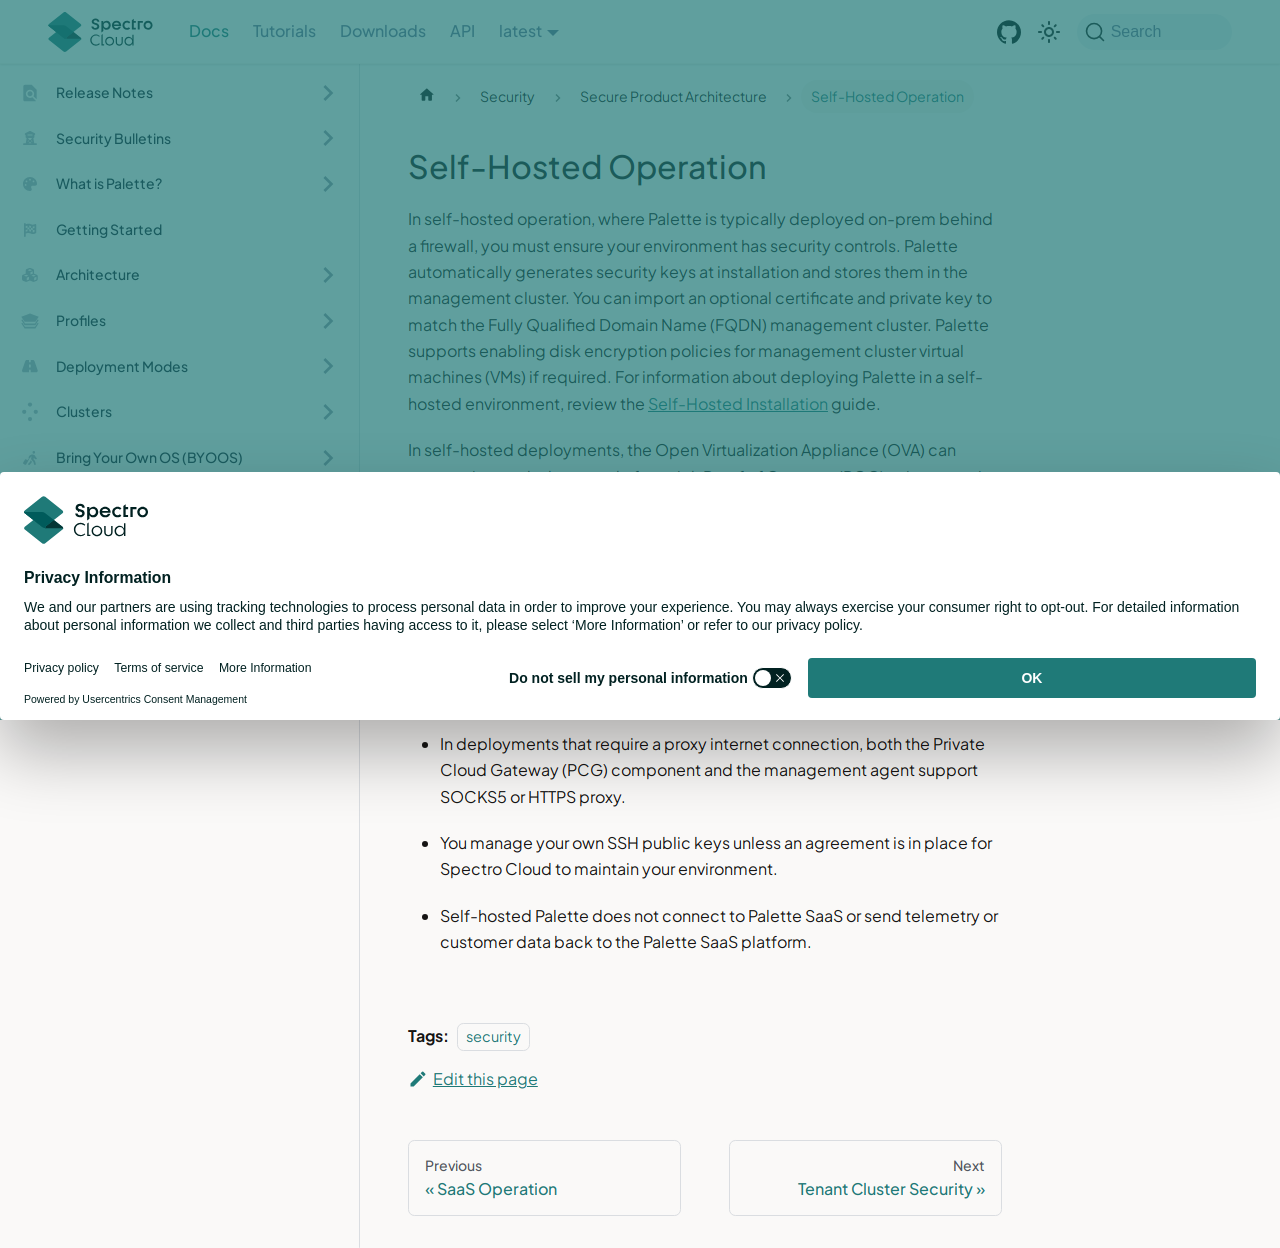 Spectro
Cloud
Docs
Tutorials
Downloads
API
latest
Search
Release Notes
Security Bulletins
What is Palette?
Getting Started
Architecture
Profiles
Deployment Modes
Clusters
Bring Your Own OS (BYOOS)
Security
Secure Product Architecture
Self-Hosted Operation
Self-Hosted Operation
In self-hosted operation, where Palette is typically deployed on-prem behind
a firewall, you must ensure your environment has security controls. Palette
automatically generates security keys at installation and stores them in the
management cluster. You can import an optional certificate and private key to
match the Fully Qualified Domain Name (FQDN) management cluster. Palette
supports enabling disk encryption policies for management cluster virtual
machines (VMs) if required. For information about deploying Palette in a self-
hosted environment, review the Self-Hosted Installation guide.
In self-hosted deployments, the Open Virtualization Appliance (OVA) can
Spectro
Cloud
Privacy Information
We and our partners are using tracking technologies to process personal data in order to improve your experience. You may always exercise your consumer right to opt-out. For detailed information
about personal information we collect and third parties having access to it, please select ‘More Information’ or refer to our privacy policy.
Privacy policy
Terms of service
More Information
Do not sell my personal information
OK
Powered by Usercentrics Consent Management
In deployments that require a proxy internet connection, both the Private
Cloud Gateway (PCG) component and the management agent support
SOCKS5 or HTTPS proxy.
You manage your own SSH public keys unless an agreement is in place for
Spectro Cloud to maintain your environment.
Self-hosted Palette does not connect to Palette SaaS or send telemetry or
customer data back to the Palette SaaS platform.
Tags:
security
Edit this page
Previous
« SaaS Operation
Next
Tenant Cluster Security »